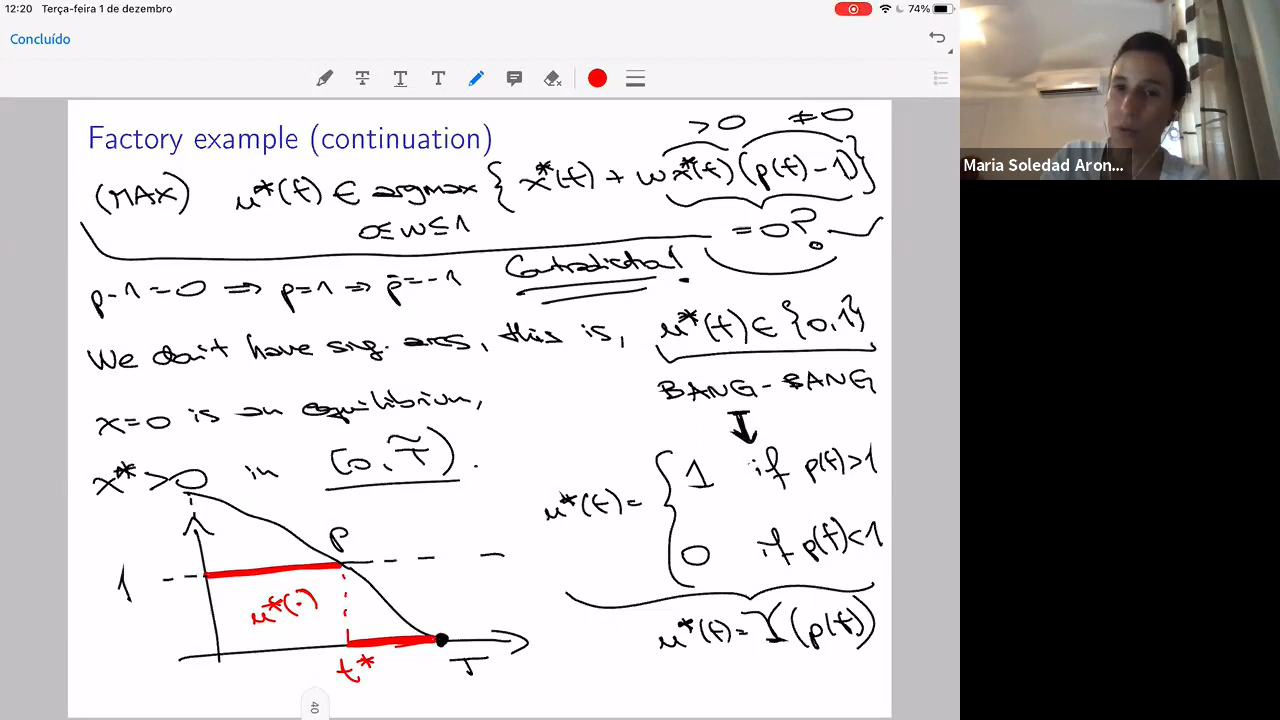 12:20 Terça-feira 1 de dezembro
74%
Concluído
T T T
Maria Soledad Aron...
Factory example (continuation)
>0 ≠0
(MAX) u*(t) ∈ argmax { x*(t) + w x*(t) (p(t) - 1) }
0≤w≤1
=0?
p-1=0 ⇒ p=1 ⇒ ṗ=-1 Contradiction!
We don't have sing. arcs, this is, u*(t) ∈ {0,1}
BANG-BANG
x=0 is an equilibrium,
x* >0 in [0, T̃).
u*(t) = { 1 if p(t)>1
0 if p(t)<1
u*(t) = Υ(p(t))
p
1
u*(·)
t*
T
40